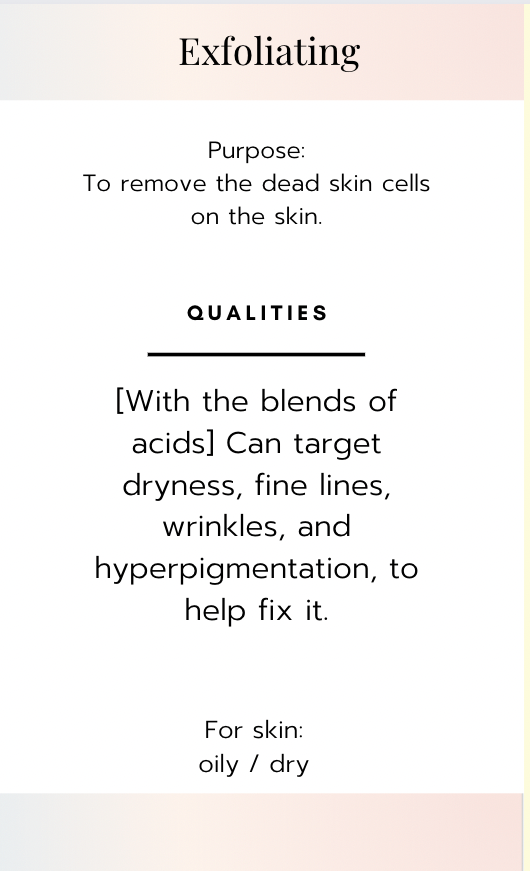 Exfoliating
Purpose:
To remove the dead skin cells
on the skin.
QUALITIES
[With the blends of
acids] Can target
dryness, fine lines,
wrinkles, and
hyperpigmentation, to
help fix it.
For skin:
oily / dry